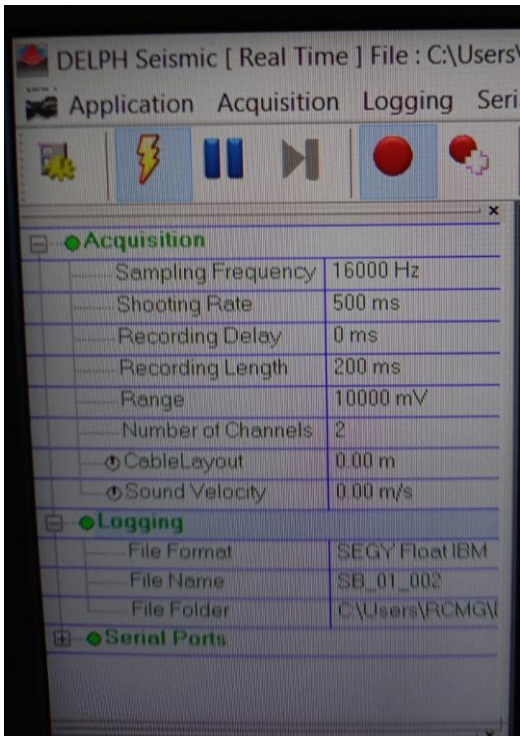 DELPH Seismic [ Real Time ] File : C:\Users\
Application Acquisition Logging Seri
Acquisition
Sampling Frequency 16000 Hz
Shooting Rate 500 ms
Recording Delay 0 ms
Recording Length 200 ms
Range 10000 mV
Number of Channels 2
CableLayout 0.00 m
Sound Velocity 0.00 m/s
Logging
File Format SEGY Float IBM
File Name SB_01_002
File Folder C:\Users\RCMG\
Serial Ports